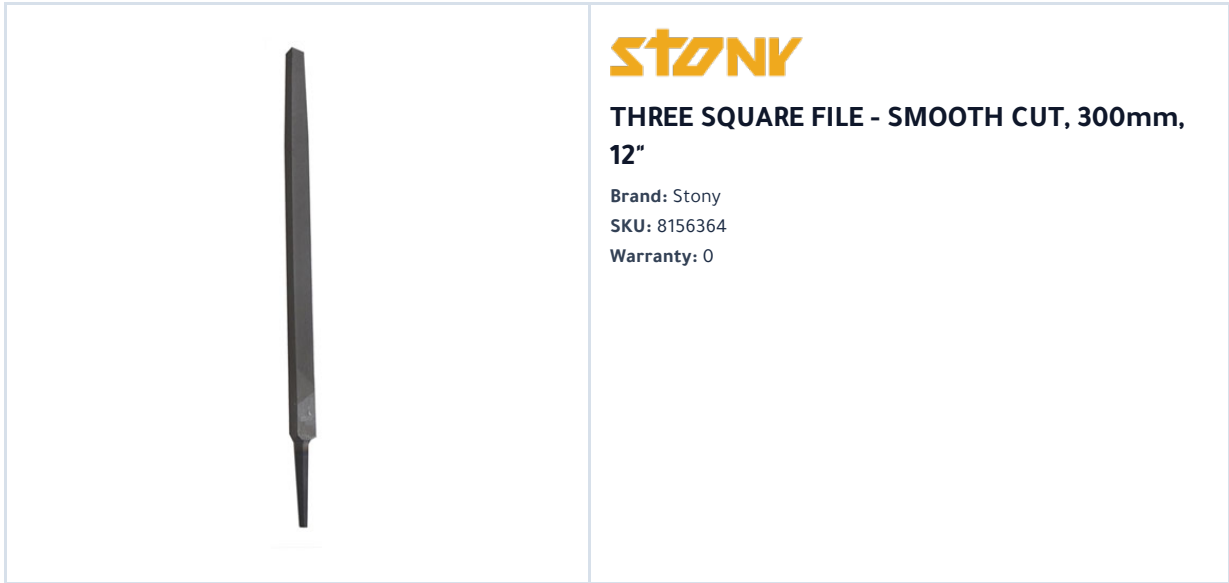 STONY
THREE SQUARE FILE - SMOOTH CUT, 300mm,
12"
Brand: Stony
SKU: 8156364
Warranty: 0